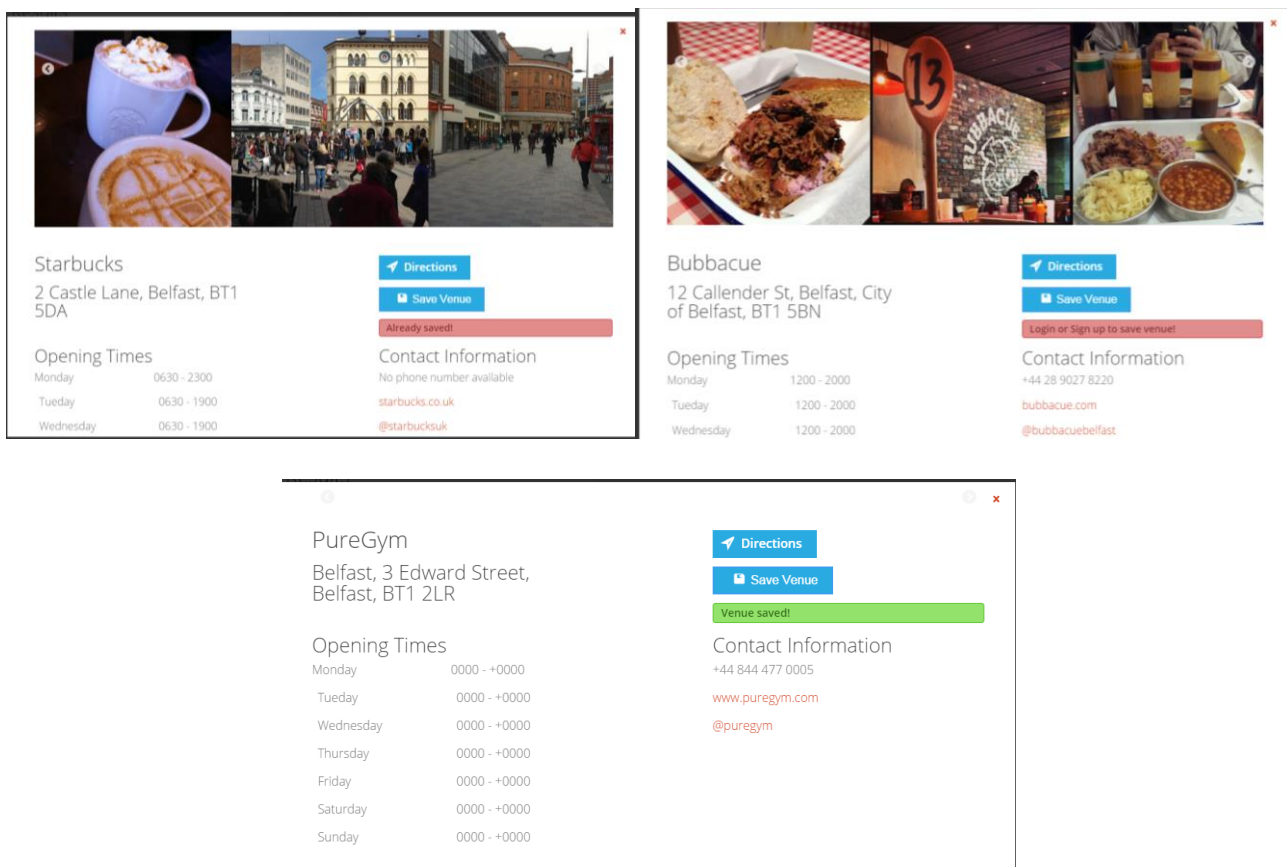 13
BUBBACUE
Starbucks
2 Castle Lane, Belfast, BT1
5DA
Directions
Save Venue
Already saved!
Opening Times
Monday 0630 - 2300
Tueday 0630 - 1900
Wednesday 0630 - 1900
Contact Information
No phone number available
starbucks.co.uk
@starbucksuk
Bubbacue
12 Callender St, Belfast, City
of Belfast, BT1 5BN
Directions
Save Venue
Login or Sign up to save venue!
Opening Times
Monday 1200 - 2000
Tueday 1200 - 2000
Wednesday 1200 - 2000
Contact Information
+44 28 9027 8220
bubbacue.com
@bubbacuebelfast
x
x
x
PureGym
Belfast, 3 Edward Street,
Belfast, BT1 2LR
Directions
Save Venue
Venue saved!
Opening Times
Monday 0000 - +0000
Tueday 0000 - +0000
Wednesday 0000 - +0000
Thursday 0000 - +0000
Friday 0000 - +0000
Saturday 0000 - +0000
Sunday 0000 - +0000
Contact Information
+44 844 477 0005
www.puregym.com
@puregym